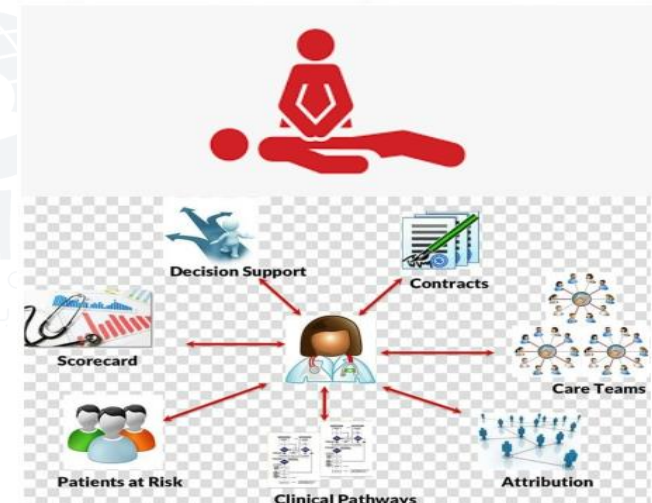 Decision Support
Contracts
Scorecard
Care Teams
Patients at Risk
Clinical Pathways
Attribution